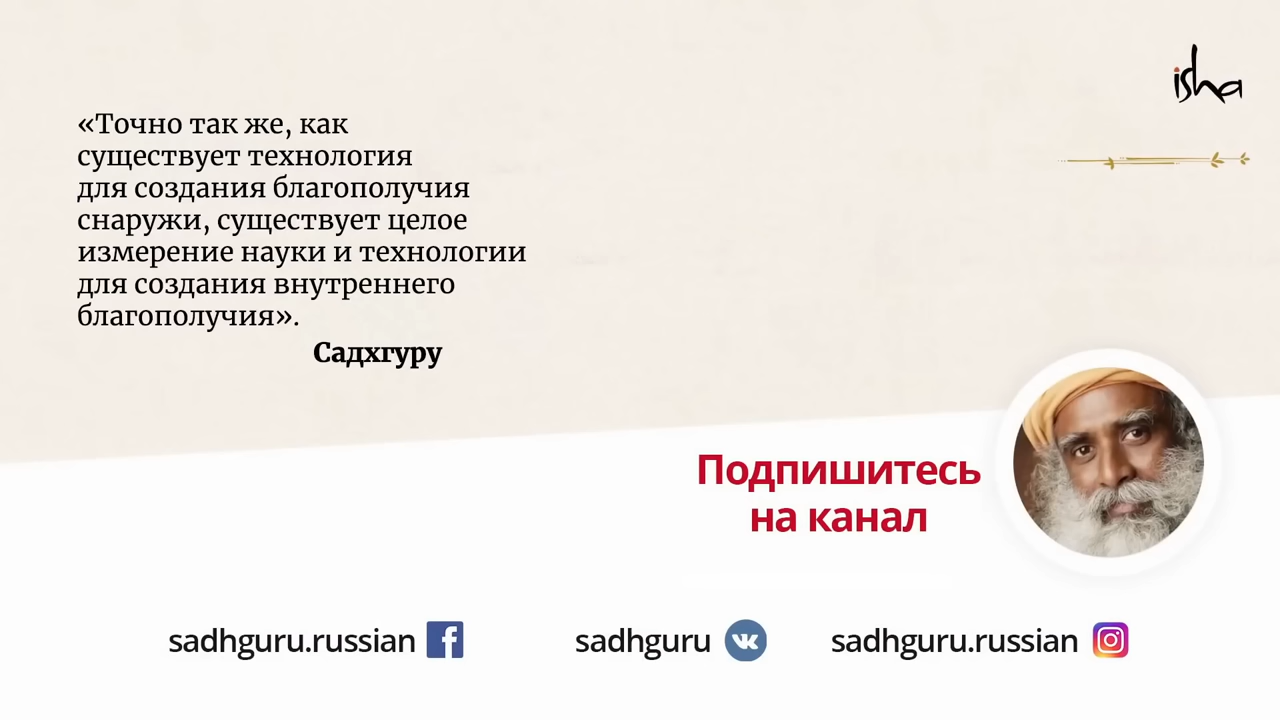 isha
«Точно так же, как
существует технология
для создания благополучия
снаружи, существует целое
измерение науки и технологии
для создания внутреннего
благополучия».
Садхгуру
Подпишитесь
на канал
sadhguru.russian
sadhguru
sadhguru.russian